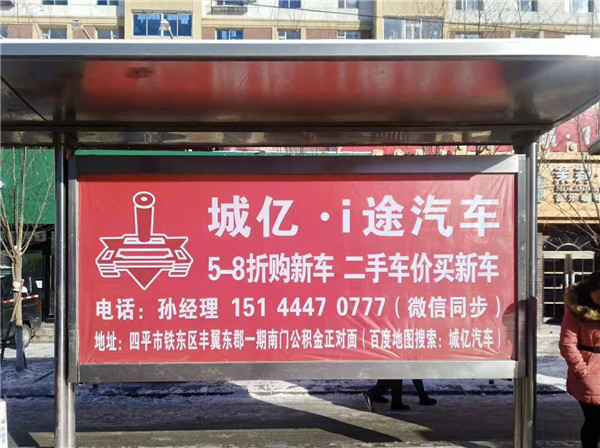 城亿·i途汽车
5-8折购新车 二手车价买新车
电话：孙经理 151 4447 0777（微信同步）
地址：四平市铁东区丰翼东郡一期南门公积金正对面（百度地图搜索：城亿汽车）